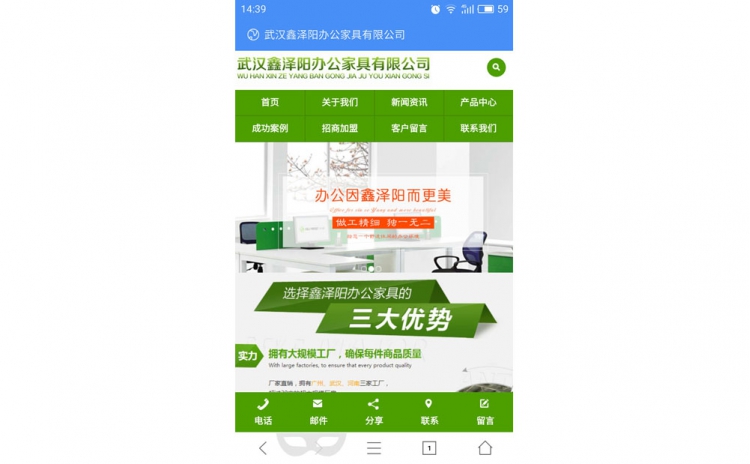 14:39
59
武汉鑫泽阳办公家具有限公司
武汉鑫泽阳办公家具有限公司
WU HAN XIN ZE YANG BAN GONG JIA JU YOU XIAN GONG SI
首页 关于我们 新闻资讯 产品中心
成功案例 招商加盟 客户留言 联系我们
办公因鑫泽阳而更美
做工精细 独一无二
选择鑫泽阳办公家具的
三大优势
实力
拥有大规模工厂，确保每件商品质量
With large factories, to ensure that every product quality
厂家直销，拥有广州、武汉、河南三家工厂，
电话 邮件 分享 联系 留言
1